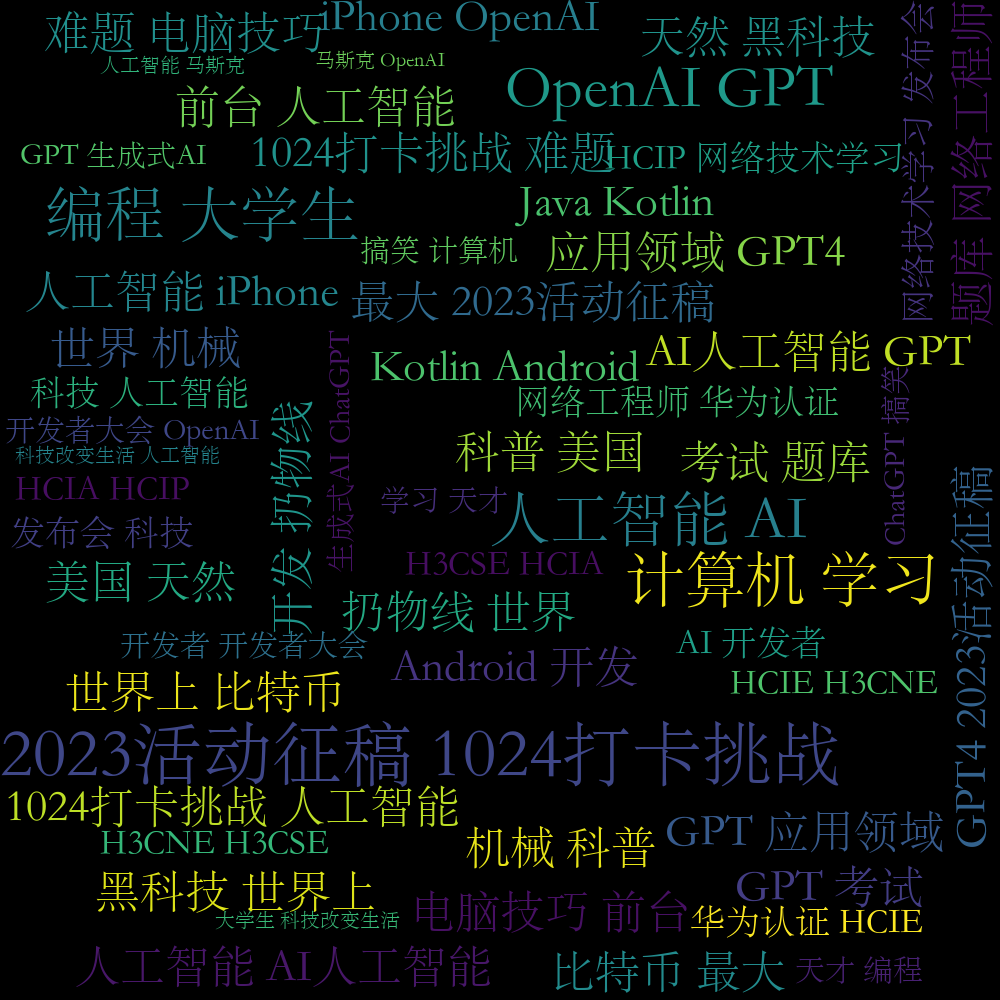 难题 电脑技巧
iPhone OpenAI
天然 黑科技
人工智能 马斯克
马斯克 OpenAI
OpenAI GPT
前台 人工智能
GPT 生成式AI
1024打卡挑战 难题
HCIP 网络技术学习
网络技术学习 发布会
题库 网络工程师
编程 大学生
Java Kotlin
搞笑 计算机
应用领域 GPT4
人工智能 iPhone
最大 2023活动征稿
世界 机械
生成式AI ChatGPT
Kotlin Android
AI人工智能 GPT
科技 人工智能
网络工程师 华为认证
ChatGPT 搞笑
开发者大会 OpenAI
科技改变生活 人工智能
开发 扔物线
科普 美国
考试 题库
HCIA HCIP
学习 天才
人工智能 AI
GPT4 2023活动征稿
发布会 科技
H3CSE HCIA
计算机 学习
美国 天然
扔物线 世界
开发者 开发者大会
AI 开发者
Android 开发
世界上 比特币
HCIE H3CNE
2023活动征稿 1024打卡挑战
1024打卡挑战 人工智能
H3CNE H3CSE
机械 科普
GPT 应用领域
黑科技 世界上
GPT 考试
大学生 科技改变生活
电脑技巧 前台
华为认证 HCIE
人工智能 AI人工智能
比特币 最大
天才 编程